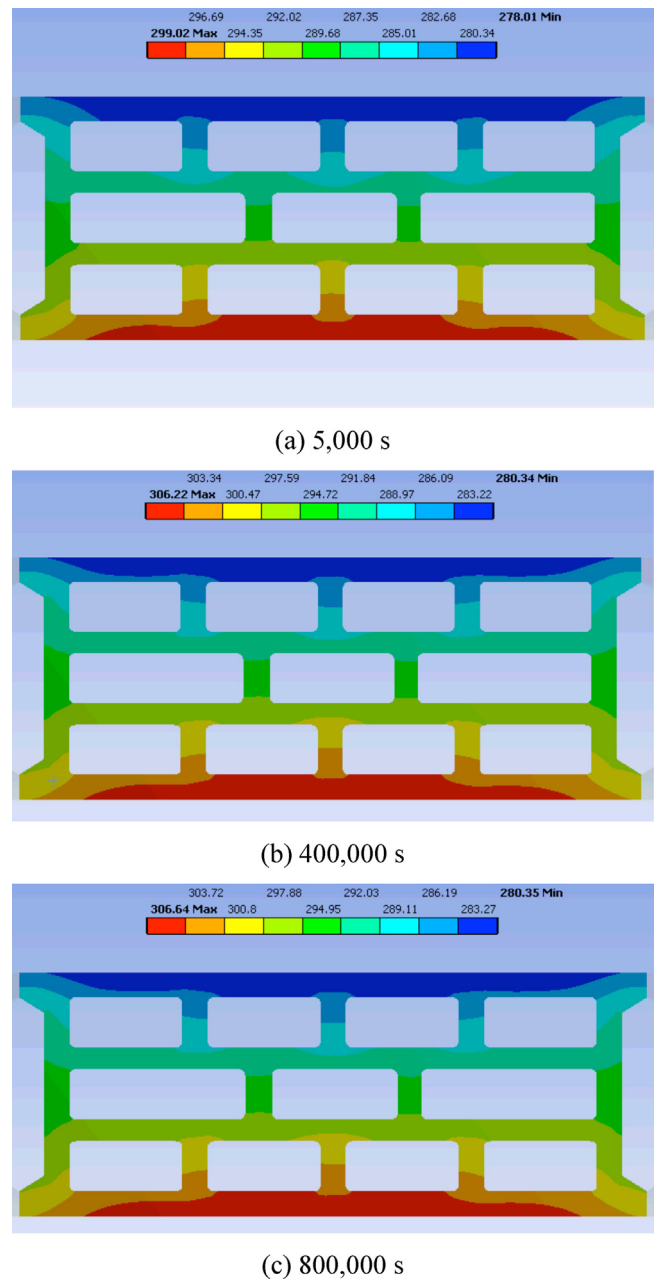 296.69 292.02 287.35 282.68 278.01 Min
299.02 Max 294.35 289.68 285.01 280.34
(a) 5,000 s
303.34 297.59 291.84 286.09 280.34 Min
306.22 Max 300.47 294.72 288.97 283.22
(b) 400,000 s
303.72 297.88 292.03 286.19 280.35 Min
306.64 Max 300.8 294.95 289.11 283.27
(c) 800,000 s